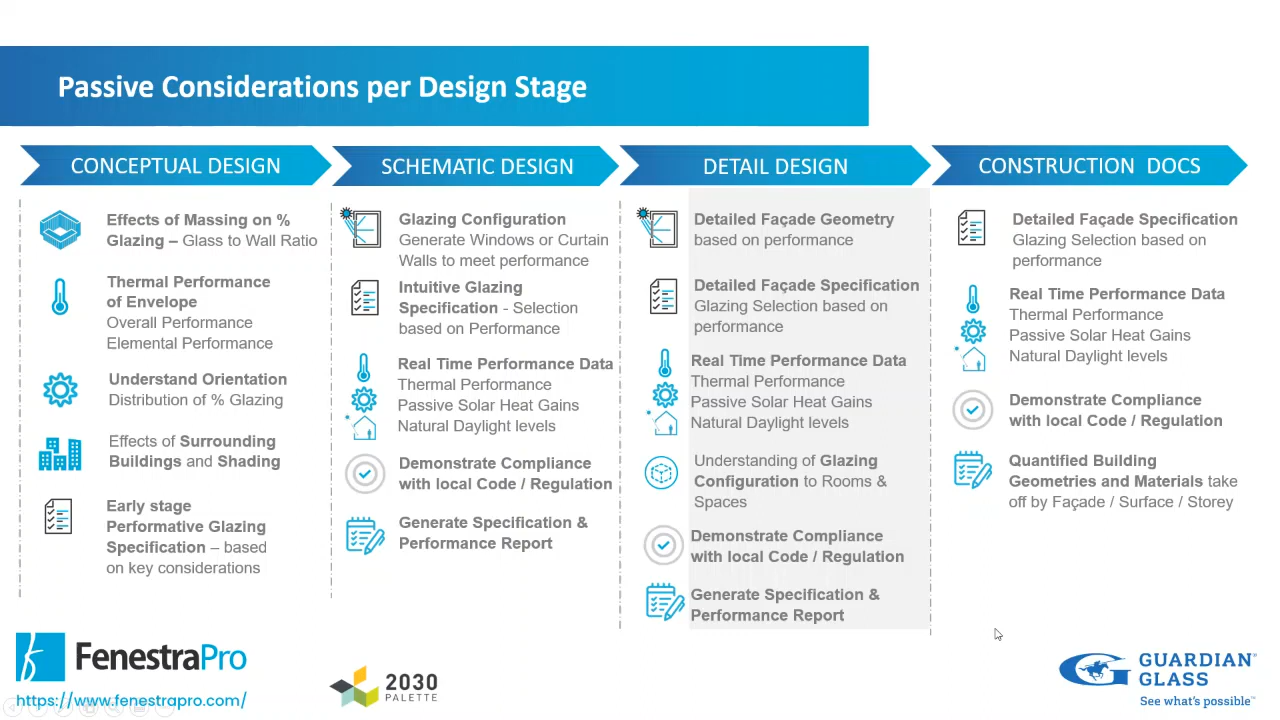 Passive Considerations per Design Stage
CONCEPTUAL DESIGN
Effects of Massing on %
Glazing – Glass to Wall Ratio
Thermal Performance
of Envelope
Overall Performance
Elemental Performance
Understand Orientation
Distribution of % Glazing
Effects of Surrounding
Buildings and Shading
Early stage
Performative Glazing
Specification – based
on key considerations
SCHEMATIC DESIGN
Glazing Configuration
Generate Windows or Curtain
Walls to meet performance
Intuitive Glazing
Specification - Selection
based on Performance
Real Time Performance Data
Thermal Performance
Passive Solar Heat Gains
Natural Daylight levels
Demonstrate Compliance
with local Code / Regulation
Generate Specification &
Performance Report
DETAIL DESIGN
Detailed Façade Geometry
based on performance
Detailed Façade Specification
Glazing Selection based on
performance
Real Time Performance Data
Thermal Performance
Passive Solar Heat Gains
Natural Daylight levels
Understanding of Glazing
Configuration to Rooms &
Spaces
Demonstrate Compliance
with local Code / Regulation
Generate Specification &
Performance Report
CONSTRUCTION DOCS
Detailed Façade Specification
Glazing Selection based on
performance
Real Time Performance Data
Thermal Performance
Passive Solar Heat Gains
Natural Daylight levels
Demonstrate Compliance
with local Code / Regulation
Quantified Building
Geometries and Materials take
off by Façade / Surface / Storey
FenestraPro
https://www.fenestrapro.com/
2030
PALETTE
GUARDIAN
GLASS
See what's possible™